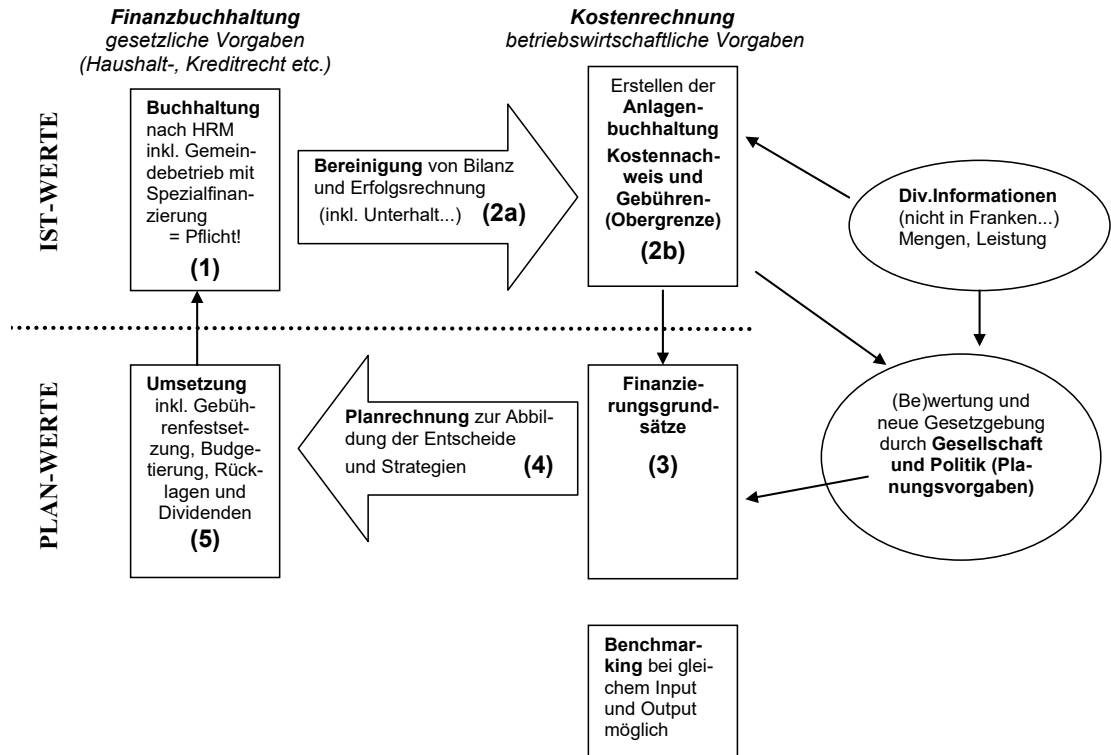 Finanzbuchhaltung
gesetzliche Vorgaben
(Haushalt-, Kreditrecht etc.)
Kostenrechnung
betriebswirtschaftliche Vorgaben
IST-WERTE
Buchhaltung
nach HRM
inkl. Gemein-
debetrieb mit
Spezialfinan-
zierung
= Pflicht!
(1)
Bereinigung von Bilanz
und Erfolgsrechnung
(inkl. Unterhalt...) (2a)
Erstellen der
Anlagen-
buchhaltung
Kostennach-
weis und
Gebühren-
(Obergrenze)
(2b)
Div.Informationen
(nicht in Franken...)
Mengen, Leistung
PLAN-WERTE
Umsetzung
inkl. Gebüh-
renfestset-
zung, Budge-
tierung, Rück-
lagen und
Dividenden
(5)
Planrechnung zur Abbil-
dung der Entscheide
und Strategien (4)
Finanzie-
rungsgrund-
sätze
(3)
(Be)wertung und
neue Gesetzgebung
durch Gesellschaft
und Politik (Pla-
nungsvorgaben)
Benchmar-
king bei glei-
chem Input
und Output
möglich